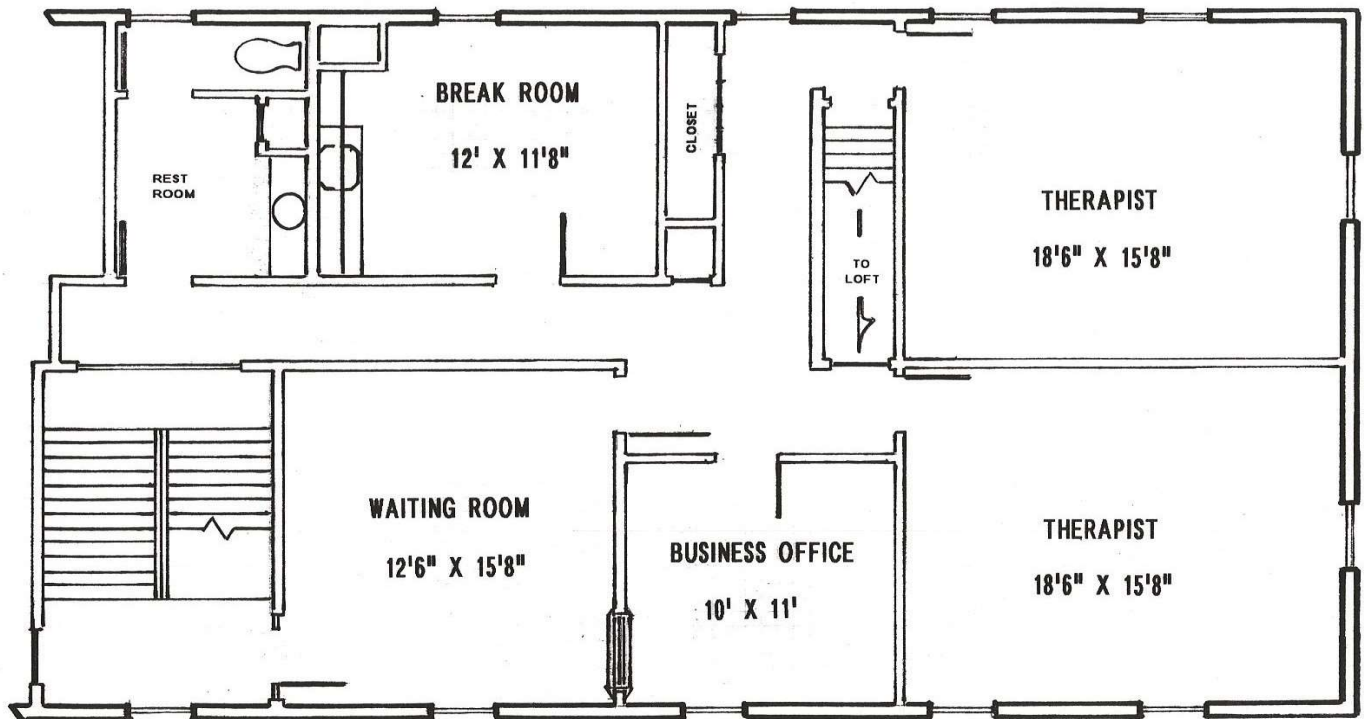 BREAK ROOM
12' X 11'8"
CLOSET
REST
ROOM
THERAPIST
18'6" X 15'8"
TO
LOFT
WAITING ROOM
12'6" X 15'8"
BUSINESS OFFICE
10' X 11'
THERAPIST
18'6" X 15'8"